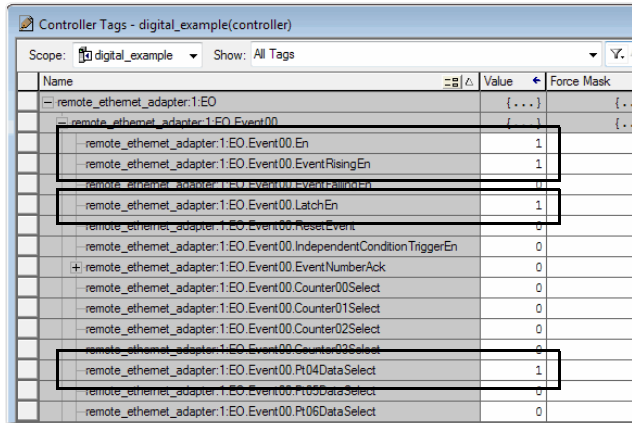 Controller Tags - digital_example(controller)
Scope: digital_example Show: All Tags
Name Value Force Mask
remote_ethernet_adapter:1:EO {...} {..
remote_ethernet_adapter:1:EO.Event00 {...} {..
remote_ethernet_adapter:1:EO.Event00.En 1
remote_ethernet_adapter:1:EO.Event00.EventRisingEn 1
remote_ethernet_adapter:1:EO.Event00.EventFallingEn 0
remote_ethernet_adapter:1:EO.Event00.LatchEn 1
remote_ethernet_adapter:1:EO.Event00.ResetEvent 0
remote_ethernet_adapter:1:EO.Event00.IndependentConditionTriggerEn 0
remote_ethernet_adapter:1:EO.Event00.EventNumberAck 0
remote_ethernet_adapter:1:EO.Event00.Counter00Select 0
remote_ethernet_adapter:1:EO.Event00.Counter01Select 0
remote_ethernet_adapter:1:EO.Event00.Counter02Select 0
remote_ethernet_adapter:1:EO.Event00.Counter03Select 0
remote_ethernet_adapter:1:EO.Event00.Pt04DataSelect 1
remote_ethernet_adapter:1:EO.Event00.Pt05DataSelect 0
remote_ethernet_adapter:1:EO.Event00.Pt06DataSelect 0